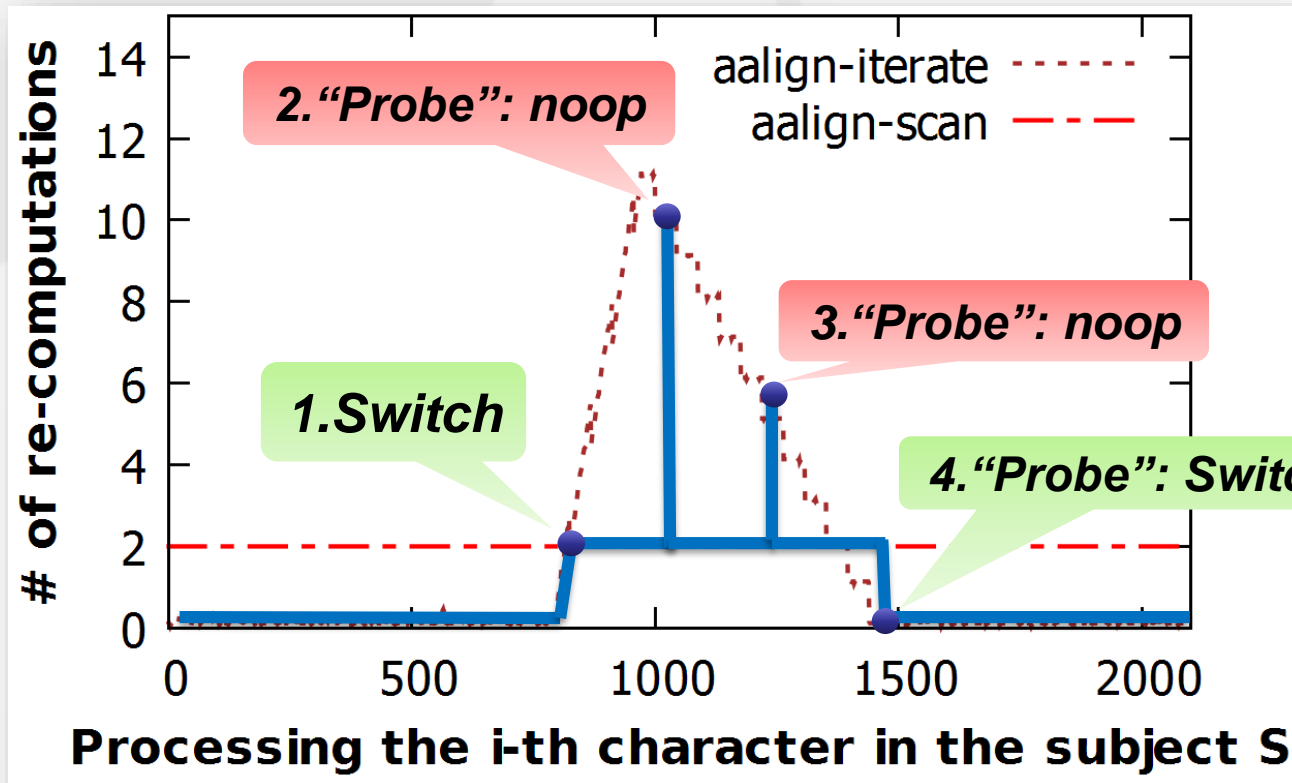 # of re-computations
14
12
10
8
6
4
2
0
aalign-iterate
aalign-scan
2.“Probe”: noop
3.“Probe”: noop
1.Switch
4.“Probe”: Switc
0 500 1000 1500 2000
Processing the i-th character in the subject S